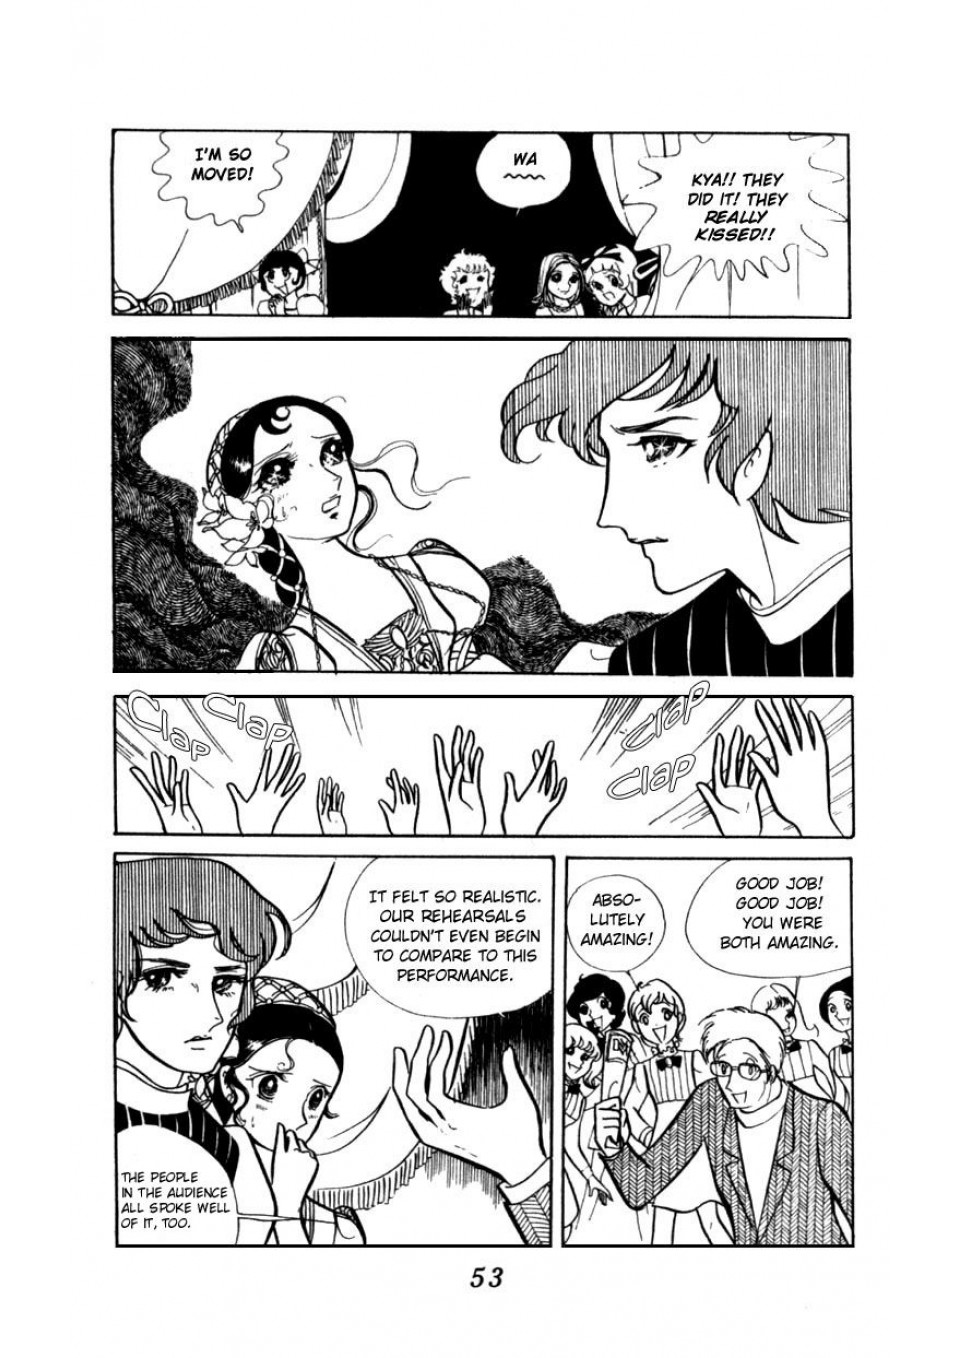 KYA!! THEY
DID IT! THEY
REALLY
KISSED!!
WA
I'M SO
MOVED!
Clap
Clap
Clap
Clap
GOOD JOB!
GOOD JOB!
YOU WERE
BOTH AMAZING.
ABSO-
LUTELY
AMAZING!
IT FELT SO REALISTIC.
OUR REHEARSALS
COULDN'T EVEN BEGIN
TO COMPARE TO THIS
PERFORMANCE.
THE PEOPLE
IN THE AUDIENCE
ALL SPOKE WELL
OF IT, TOO.
53